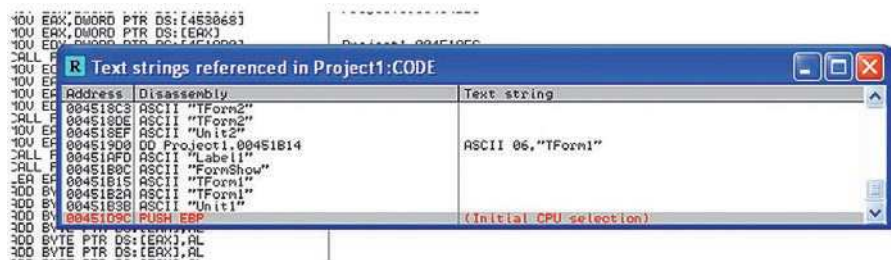 MOV EAX,DWORD PTR DS:[453068]
MOV EAX,DWORD PTR DS:[EAX]
R Text strings referenced in Project1:CODE
Address Disassembly Text string
004518C3 ASCII "TForm2"
004518DE ASCII "TForm2"
004518EF ASCII "Unit2"
004519D0 DD Project1.00451B14 ASCII 06,"TForm1"
00451AFD ASCII "Label1"
00451B0C ASCII "FormShow"
00451B15 ASCII "TForm1"
00451B2A ASCII "TForm1"
00451B3B ASCII "Unit1"
00451D9C PUSH EBP (Initial CPU selection)
ADD BYTE PTR DS:[EAX],AL
ADD BYTE PTR DS:[EAX],AL